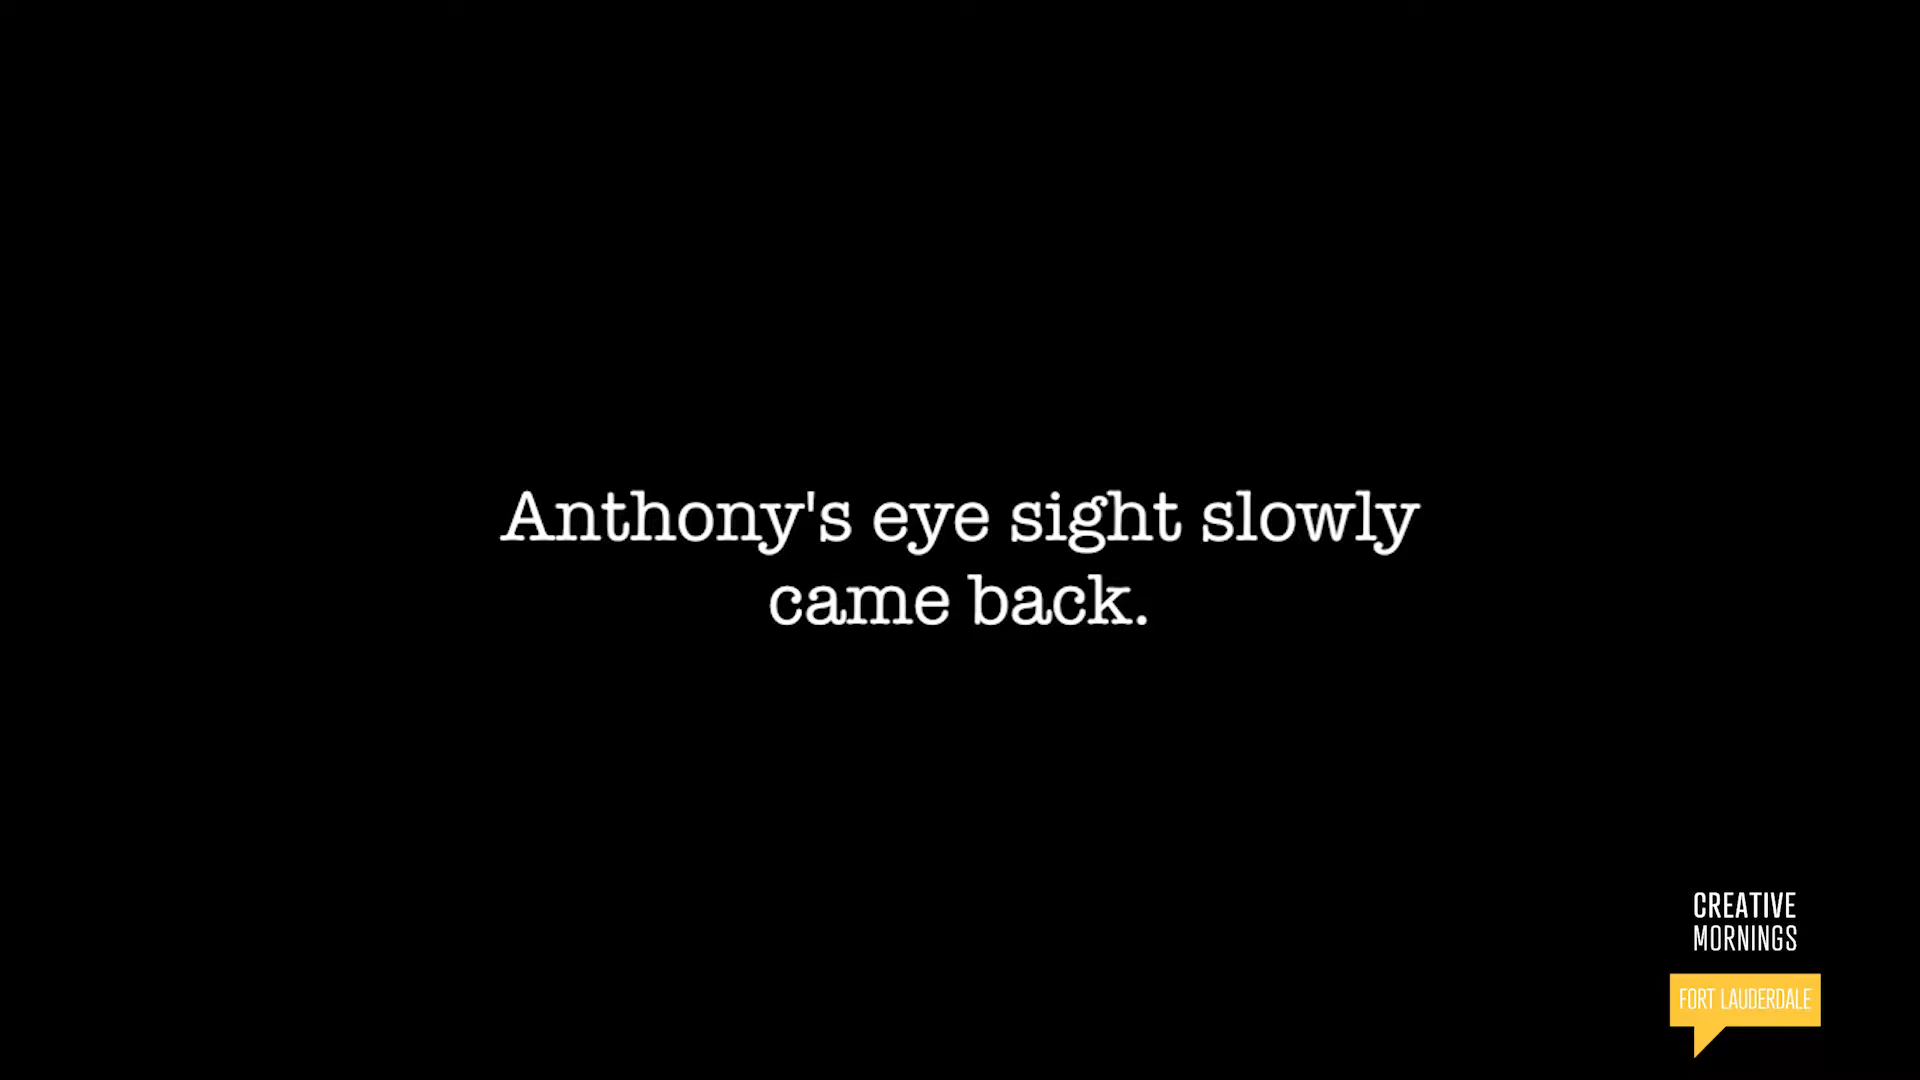 Anthony's eye sight slowly
came back.
CREATIVE
MORNINGS
FORT LAUDERDALE